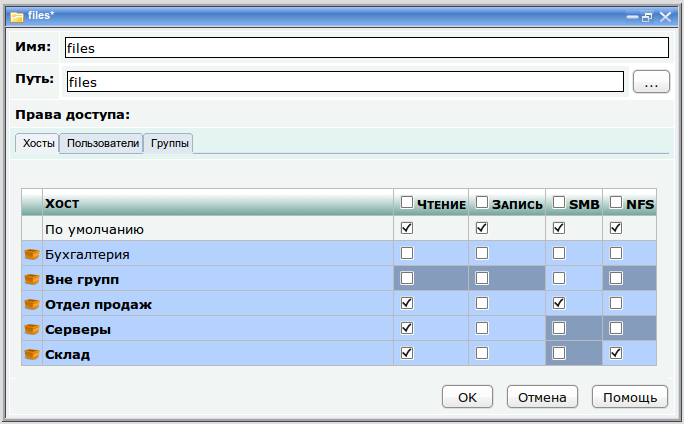 files*
Имя: files
Путь: files ...
Права доступа:
Хосты Пользователи Группы
Хост Чтение Запись SMB NFS
По умолчанию
Бухгалтерия
Вне групп
Отдел продаж
Серверы
Склад
OK Отмена Помощь